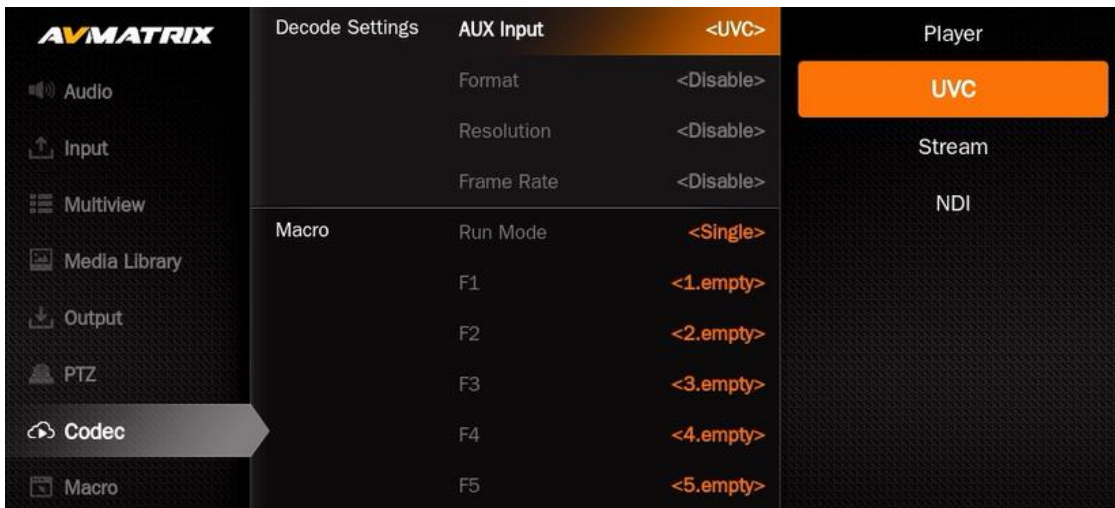 AVMATRIX
Audio
Input
Multiview
Media Library
Output
PTZ
Codec
Macro
Decode Settings AUX Input <UVC>
Format <Disable>
Resolution <Disable>
Frame Rate <Disable>
Macro Run Mode <Single>
F1 <1.empty>
F2 <2.empty>
F3 <3.empty>
F4 <4.empty>
F5 <5.empty>
Player
UVC
Stream
NDI